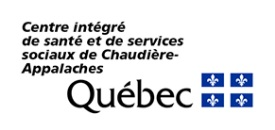 Centre intégré
de santé et de services
sociaux de Chaudière-
Appalaches
Québec